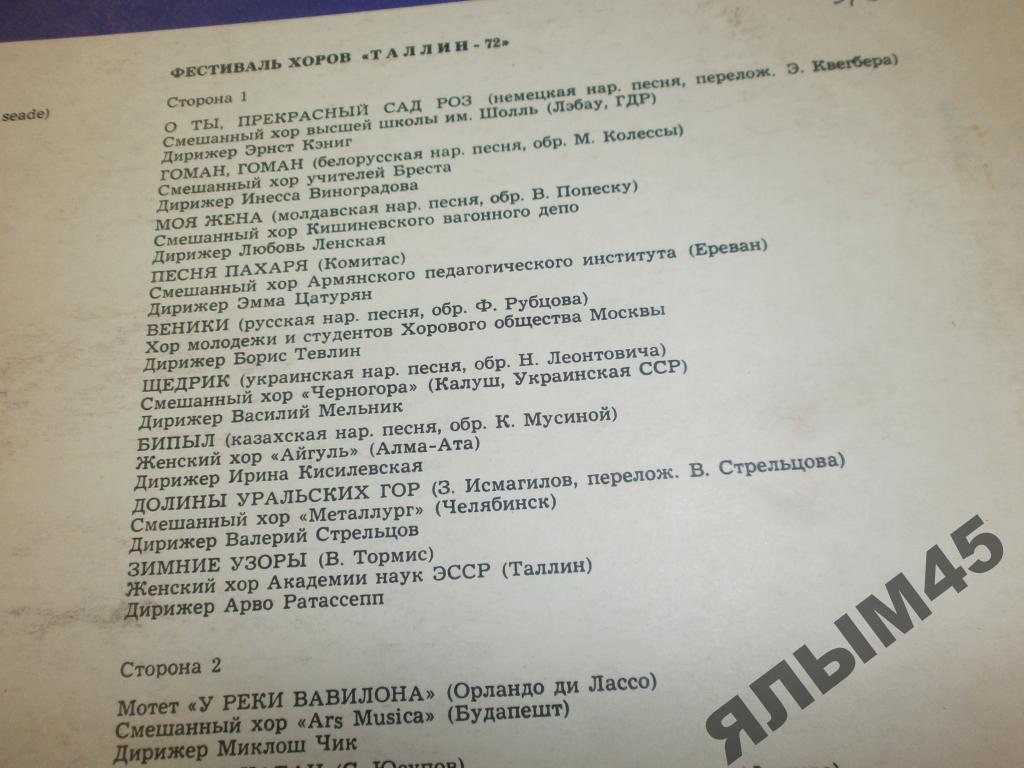 ФЕСТИВАЛЬ ХОРОВ «ТАЛЛИН-72»
seade)
Сторона 1
О ТЫ, ПРЕКРАСНЫЙ САД РОЗ (немецкая нар. песня, перелож. Э. Квегбера)
Смешанный хор высшей школы им. Шолль (Лэбау, ГДР)
Дирижер Эрнст Кэниг
ГОМАН, ГОМАН (белорусская нар. песня, обр. М. Колессы)
Смешанный хор учителей Бреста
Дирижер Инесса Виноградова
МОЯ ЖЕНА (молдавская нар. песня, обр. В. Попеску)
Смешанный хор Кишиневского вагонного депо
Дирижер Любовь Ленская
ПЕСНЯ ПАХАРЯ (Комитас)
Смешанный хор Армянского педагогического института (Ереван)
Дирижер Эмма Цатурян
ВЕНИКИ (русская нар. песня, обр. Ф. Рубцова)
Хор молодежи и студентов Хорового общества Москвы
Дирижер Борис Тевлин
ЩЕДРИК (украинская нар. песня, обр. Н. Леонтовича)
Смешанный хор «Черногора» (Калуш, Украинская ССР)
Дирижер Василий Мельник
БИПЫЛ (казахская нар. песня, обр. К. Мусиной)
Женский хор «Айгуль» (Алма-Ата)
Дирижер Ирина Кисилевская
ДОЛИНЫ УРАЛЬСКИХ ГОР (З. Исмагилов, перелож. В. Стрельцова)
Смешанный хор «Металлург» (Челябинск)
Дирижер Валерий Стрельцов
ЗИМНИЕ УЗОРЫ (В. Тормис)
Женский хор Академии наук ЭССР (Таллин)
Дирижер Арво Ратассепп
Сторона 2
Мотет «У РЕКИ ВАВИЛОНА» (Орландо ди Лассо)
Смешанный хор «Ars Musica» (Будапешт)
Дирижер Миклош Чик
(С. Юсупов)
ЯЛЫМ45